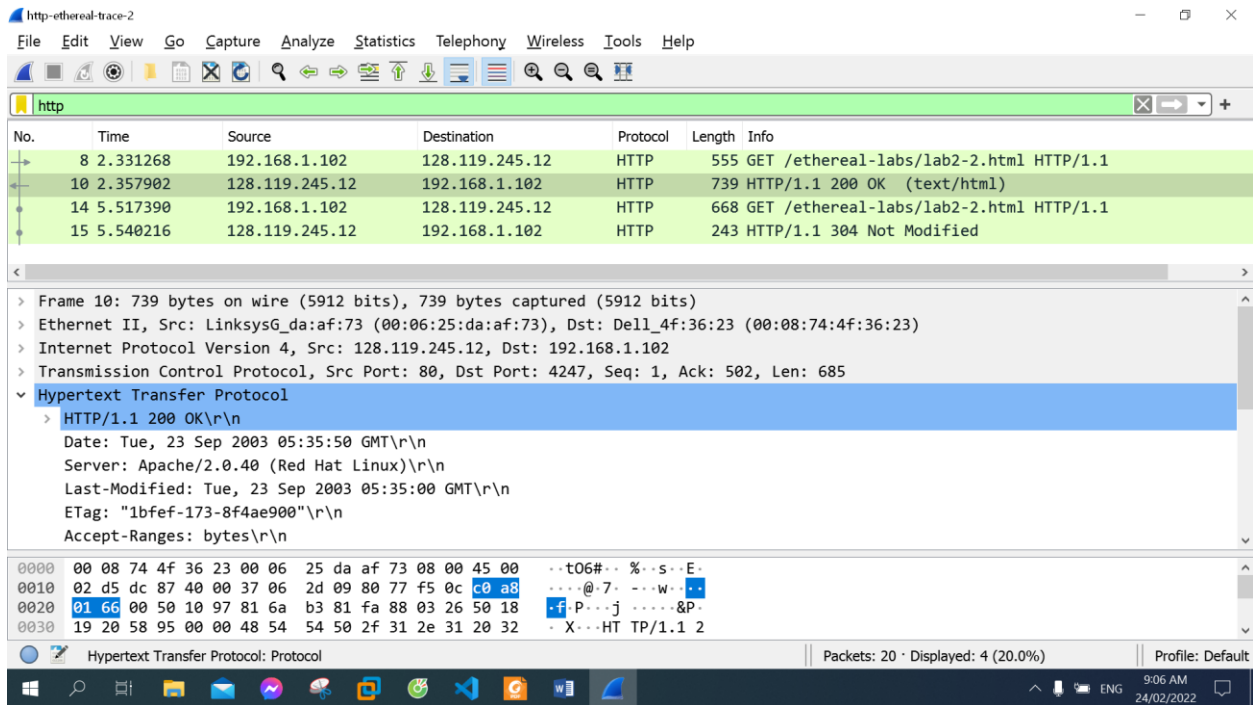 http-ethereal-trace-2
File Edit View Go Capture Analyze Statistics Telephony Wireless Tools Help
http
No. Time Source Destination Protocol Length Info
8 2.331268 192.168.1.102 128.119.245.12 HTTP 555 GET /ethereal-labs/lab2-2.html HTTP/1.1
10 2.357902 128.119.245.12 192.168.1.102 HTTP 739 HTTP/1.1 200 OK (text/html)
14 5.517390 192.168.1.102 128.119.245.12 HTTP 668 GET /ethereal-labs/lab2-2.html HTTP/1.1
15 5.540216 128.119.245.12 192.168.1.102 HTTP 243 HTTP/1.1 304 Not Modified
> Frame 10: 739 bytes on wire (5912 bits), 739 bytes captured (5912 bits)
> Ethernet II, Src: LinksysG_da:af:73 (00:06:25:da:af:73), Dst: Dell_4f:36:23 (00:08:74:4f:36:23)
> Internet Protocol Version 4, Src: 128.119.245.12, Dst: 192.168.1.102
> Transmission Control Protocol, Src Port: 80, Dst Port: 4247, Seq: 1, Ack: 502, Len: 685
Hypertext Transfer Protocol
> HTTP/1.1 200 OK\r\n
Date: Tue, 23 Sep 2003 05:35:50 GMT\r\n
Server: Apache/2.0.40 (Red Hat Linux)\r\n
Last-Modified: Tue, 23 Sep 2003 05:35:00 GMT\r\n
ETag: "1bfef-173-8f4ae900"\r\n
Accept-Ranges: bytes\r\n
0000 00 08 74 4f 36 23 00 06 25 da af 73 08 00 45 00 ··tO6#·· %··s··E·
0010 02 d5 dc 87 40 00 37 06 2d 09 80 77 f5 0c c0 a8 ····@·7· -··w····
0020 01 66 00 50 10 97 81 6a b3 81 fa 88 03 26 50 18 ·f·P···j ·····&P·
0030 19 20 58 95 00 00 48 54 54 50 2f 31 2e 31 20 32 · X···HT TP/1.1 2
Hypertext Transfer Protocol: Protocol Packets: 20 · Displayed: 4 (20.0%) Profile: Default
ENG 9:06 AM
24/02/2022